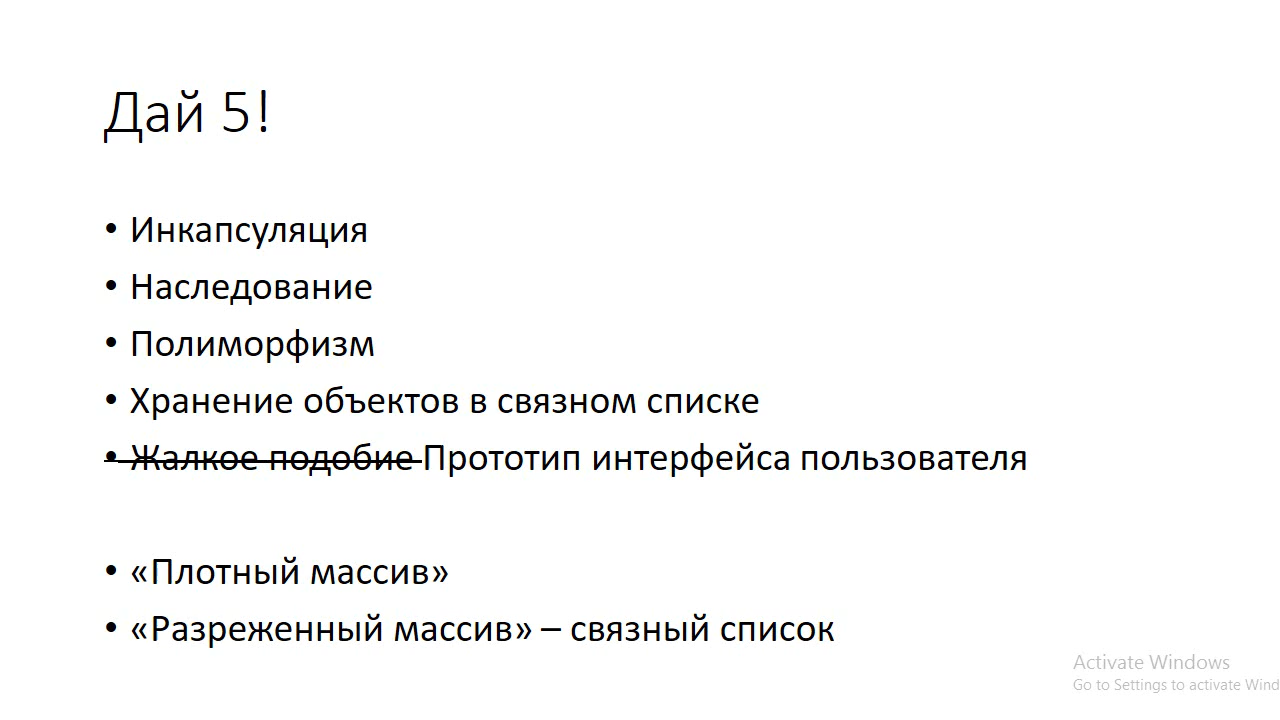 Дай 5!
• Инкапсуляция
• Наследование
• Полиморфизм
• Хранение объектов в связном списке
• Жалкое подобие Прототип интерфейса пользователя
• «Плотный массив»
• «Разреженный массив» – связный список
Activate Windows
Go to Settings to activate Wind